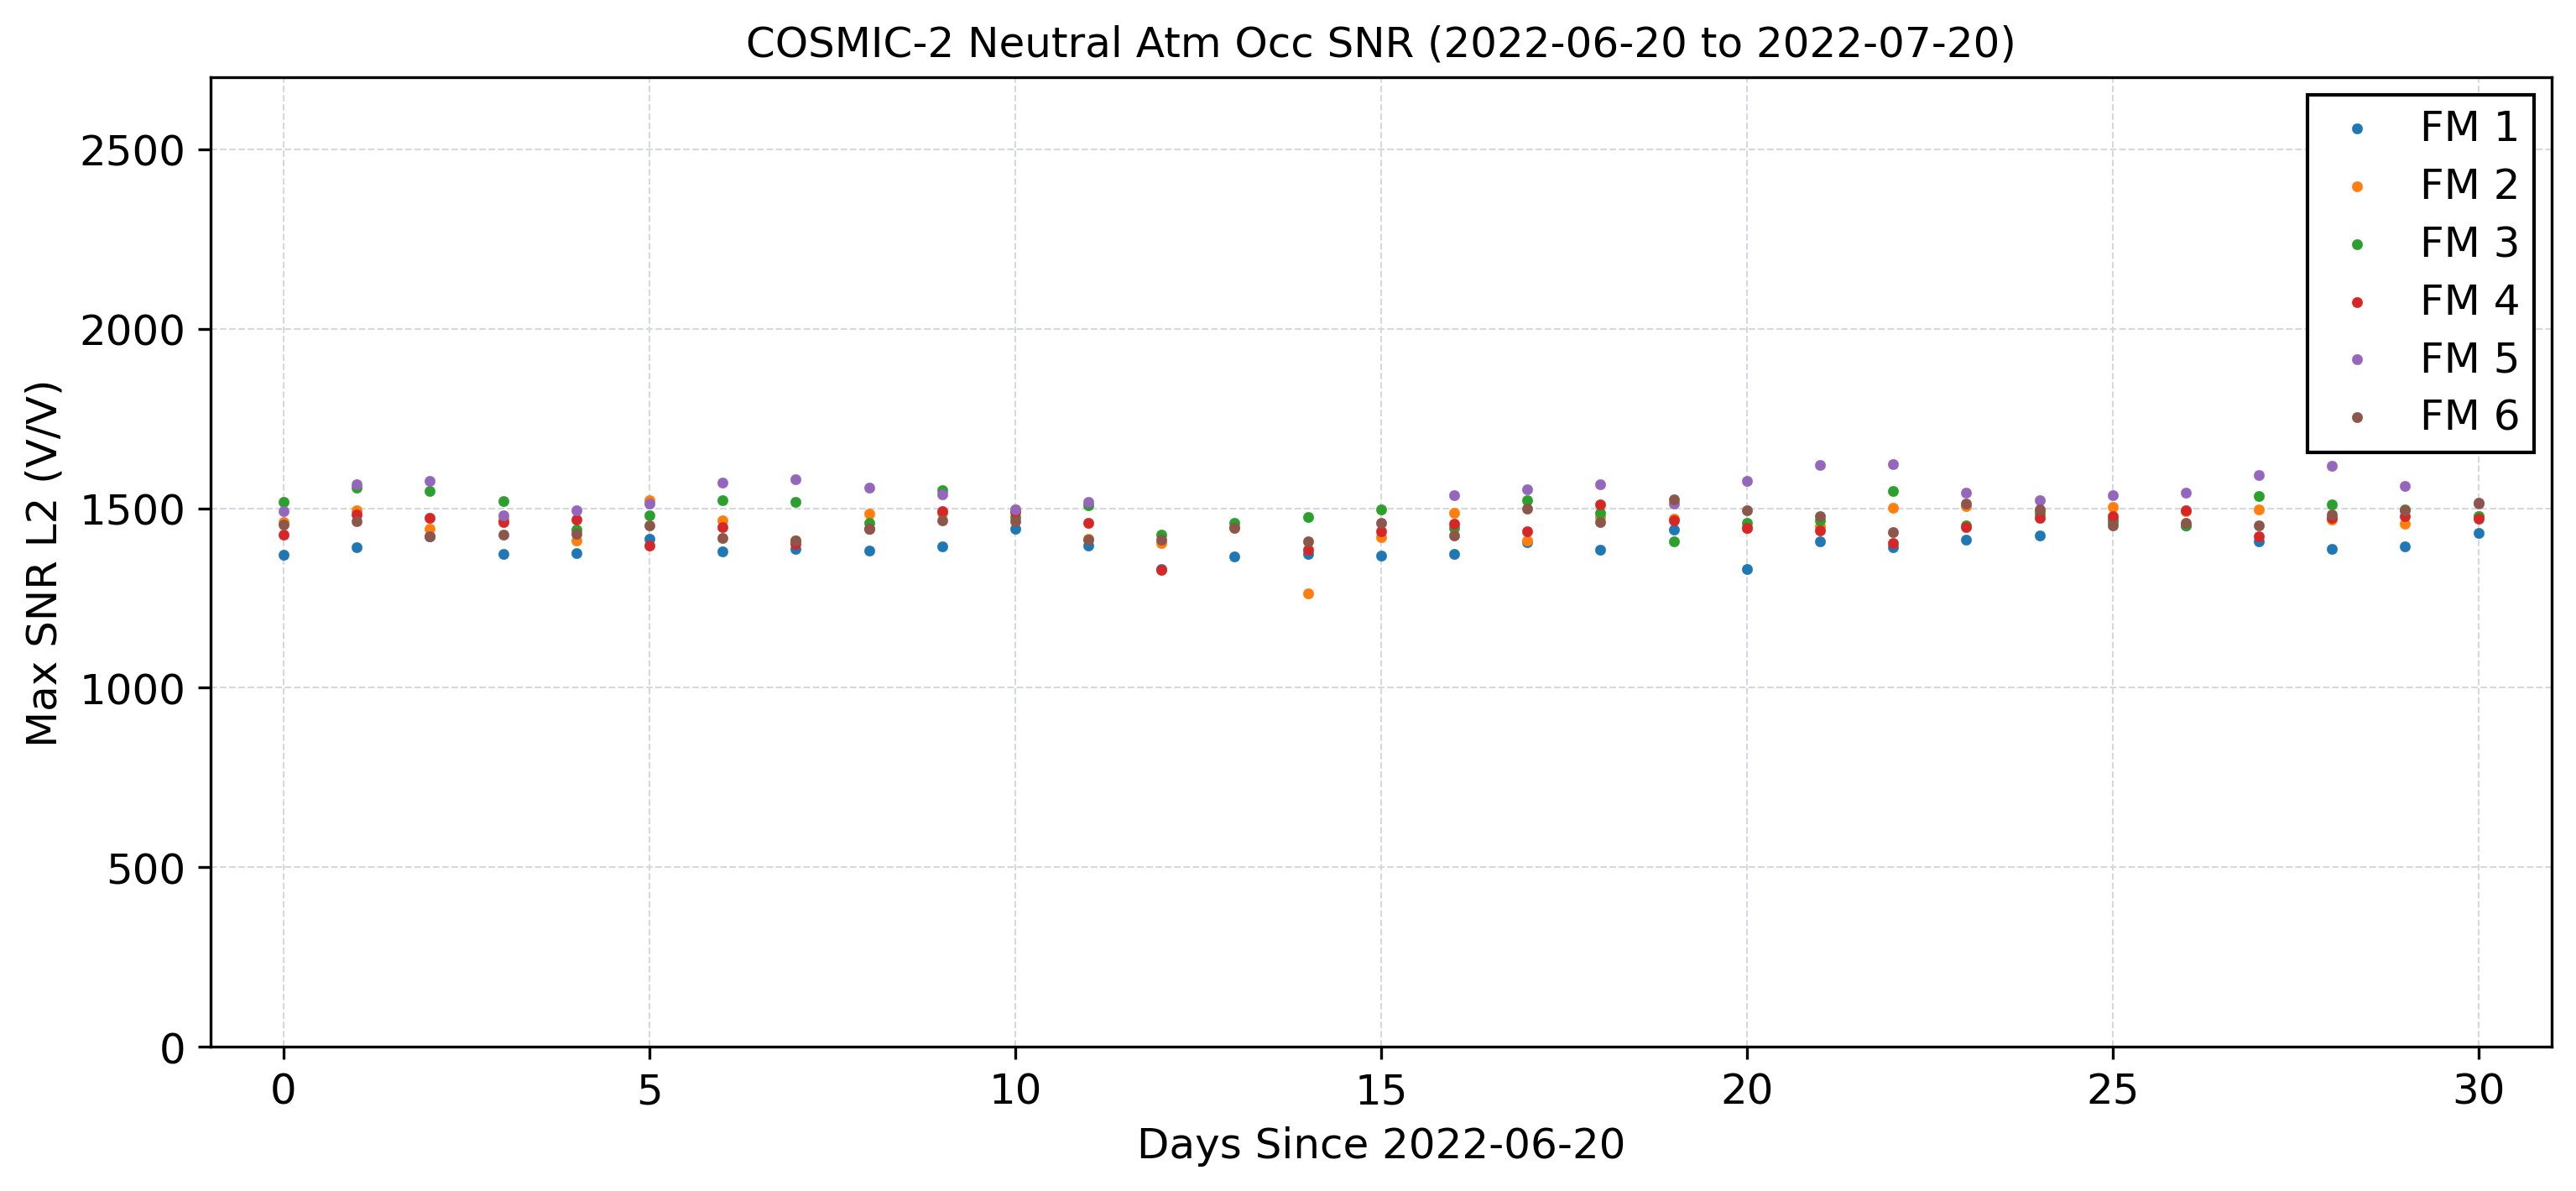 COSMIC-2 Neutral Atm Occ SNR (2022-06-20 to 2022-07-20)
Max SNR L2 (V/V)
2500
2000
1500
1000
500
0
FM 1
FM 2
FM 3
FM 4
FM 5
FM 6
0 5 10 15 20 25 30
Days Since 2022-06-20